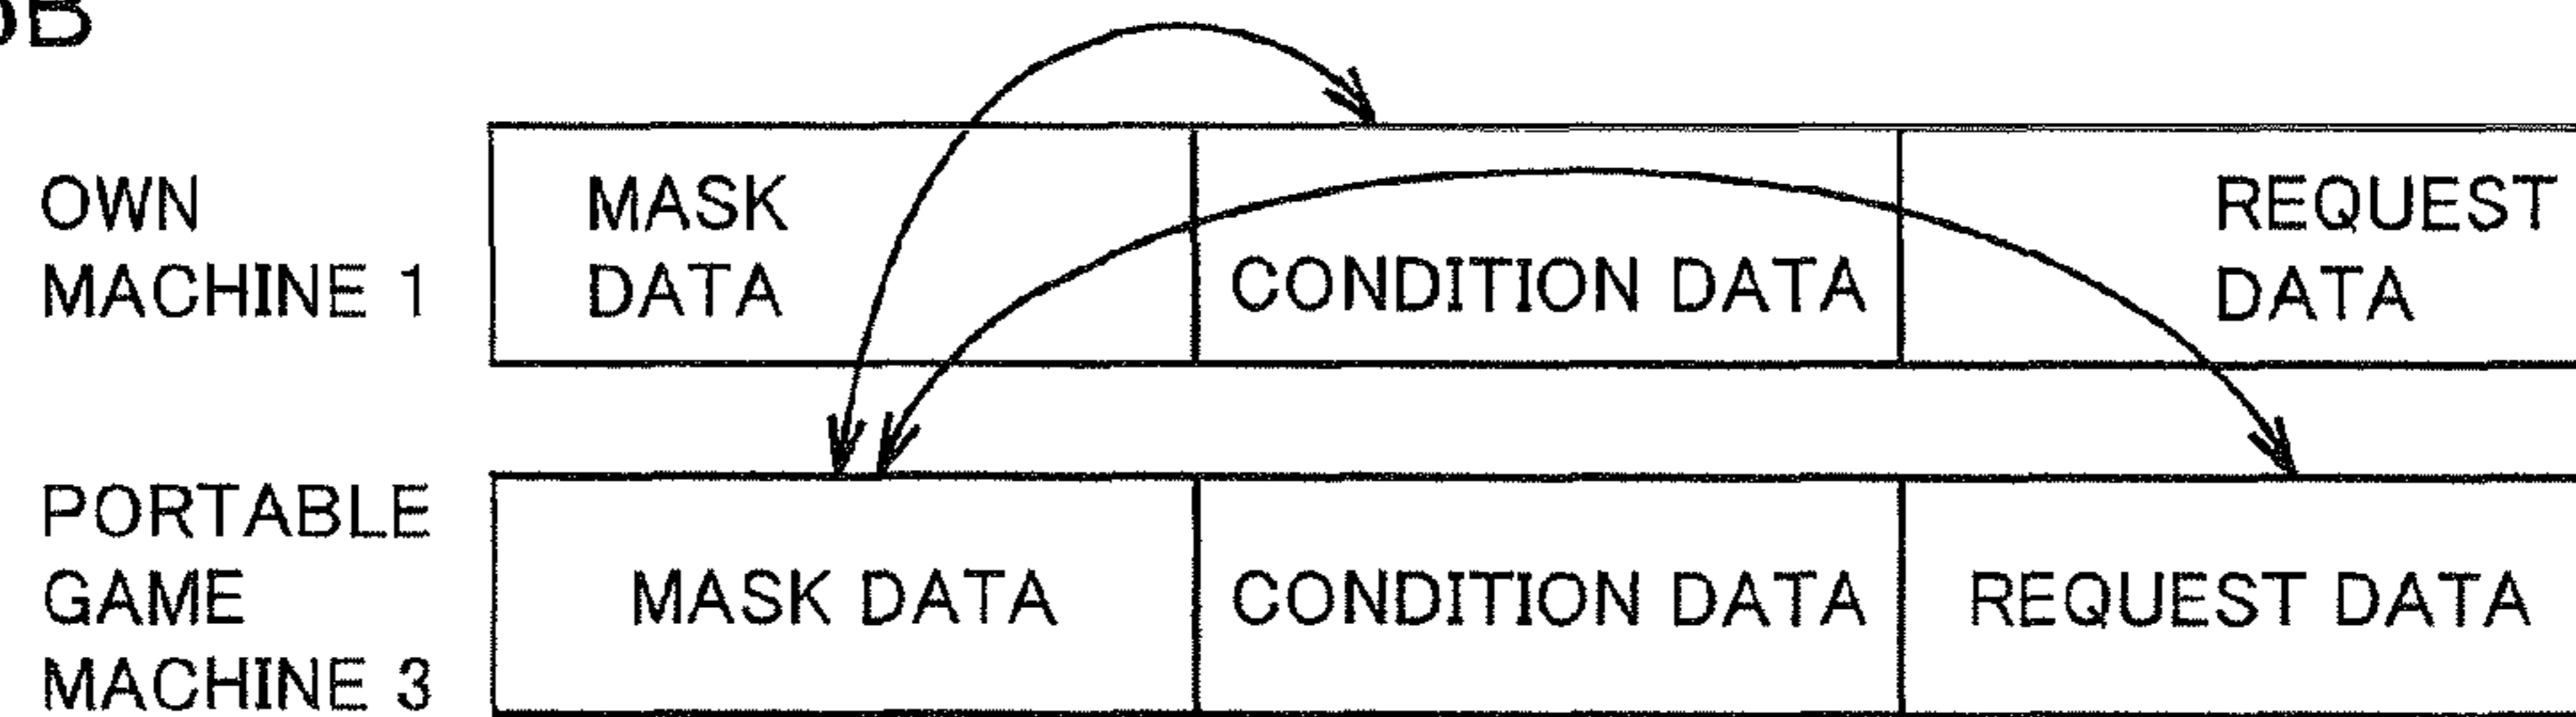 B
OWN
MACHINE 1
MASK
DATA
CONDITION DATA
REQUEST
DATA
PORTABLE
GAME
MACHINE 3
MASK DATA
CONDITION DATA
REQUEST DATA